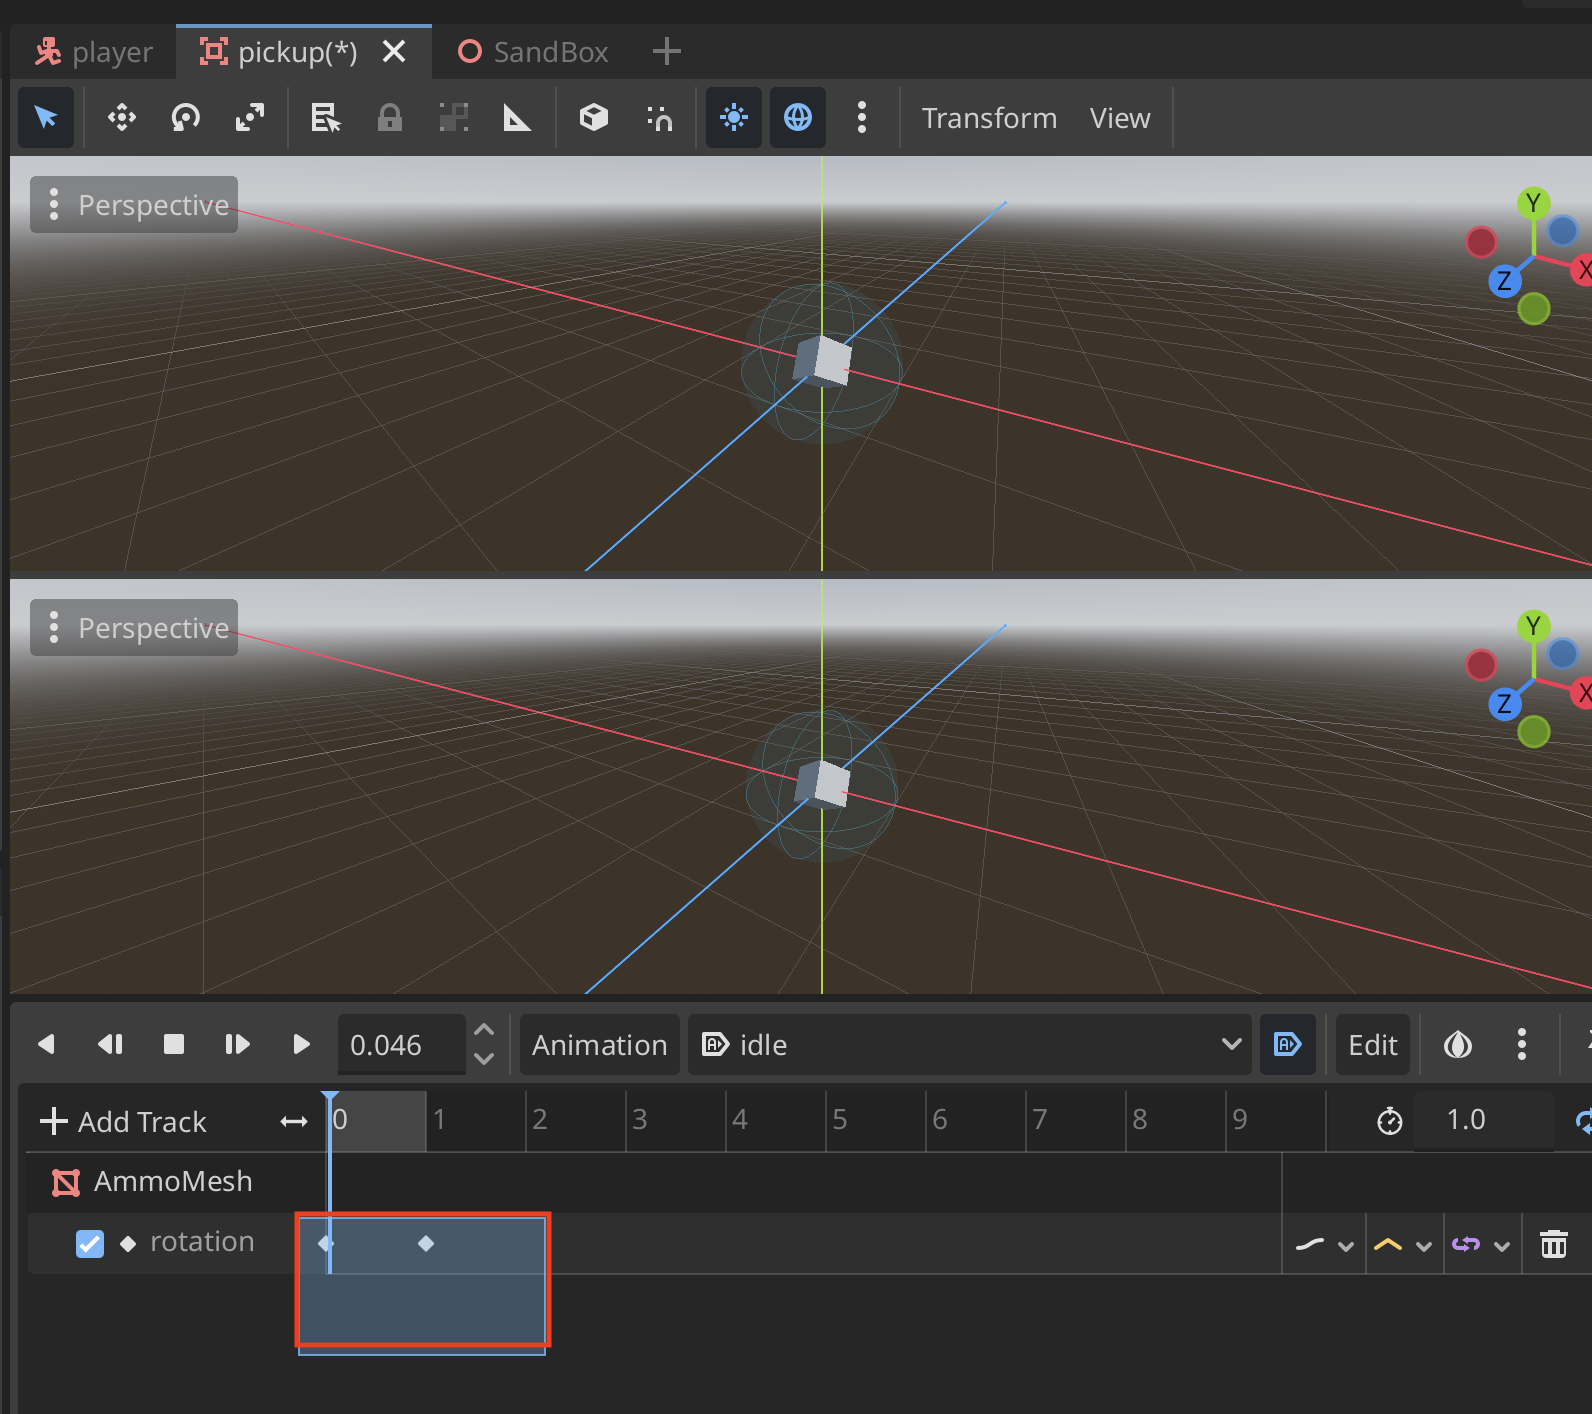 player pickup(*) SandBox
Transform View
Perspective
Y
X
Z
Perspective
Y
X
Z
0.046 Animation idle Edit
Add Track 0 1 2 3 4 5 6 7 8 9 1.0
AmmoMesh
rotation